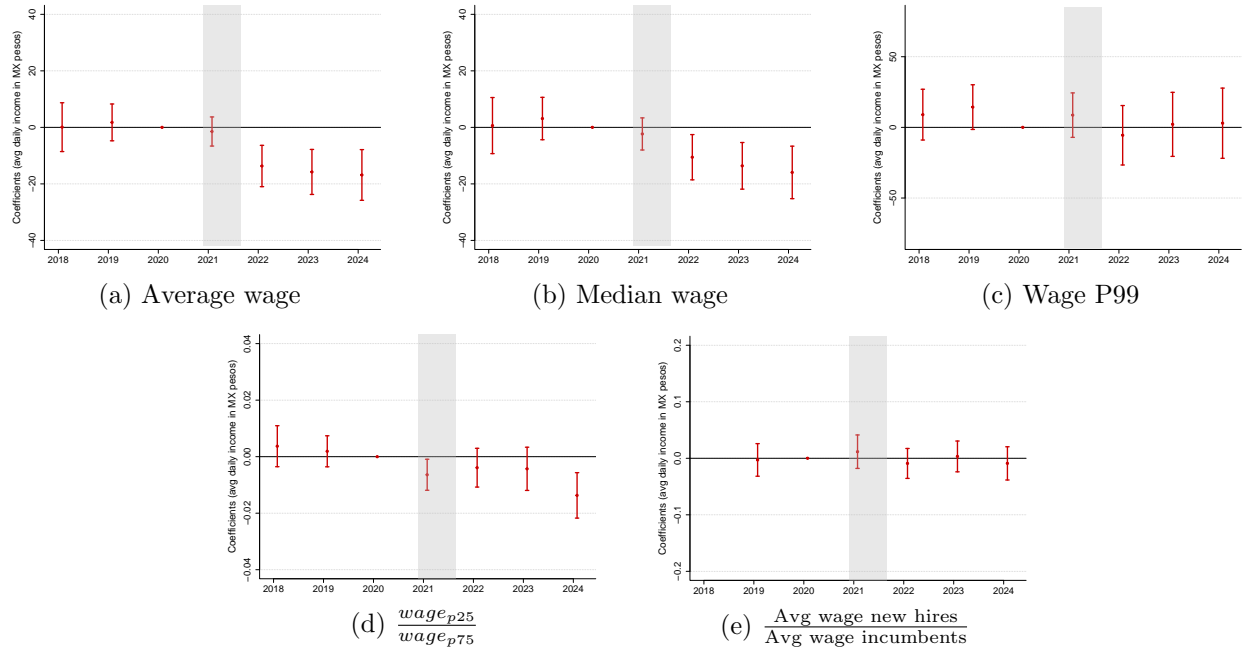 Coefficients (avg daily income in MX pesos)
40
20
0
−20
−40
2018 2019 2020 2021 2022 2023 2024
(a) Average wage
Coefficients (avg daily income in MX pesos)
40
20
0
−20
−40
2018 2019 2020 2021 2022 2023 2024
(b) Median wage
Coefficients (avg daily income in MX pesos)
50
0
−50
2018 2019 2020 2021 2022 2023 2024
(c) Wage P99
Coefficients (avg daily income in MX pesos)
0.04
0.02
0.00
−0.02
−0.04
2018 2019 2020 2021 2022 2023 2024
(d) wage_{p25} / wage_{p75}
Coefficients (avg daily income in MX pesos)
0.2
0.1
0.0
−0.1
−0.2
2018 2019 2020 2021 2022 2023 2024
(e) Avg wage new hires / Avg wage incumbents